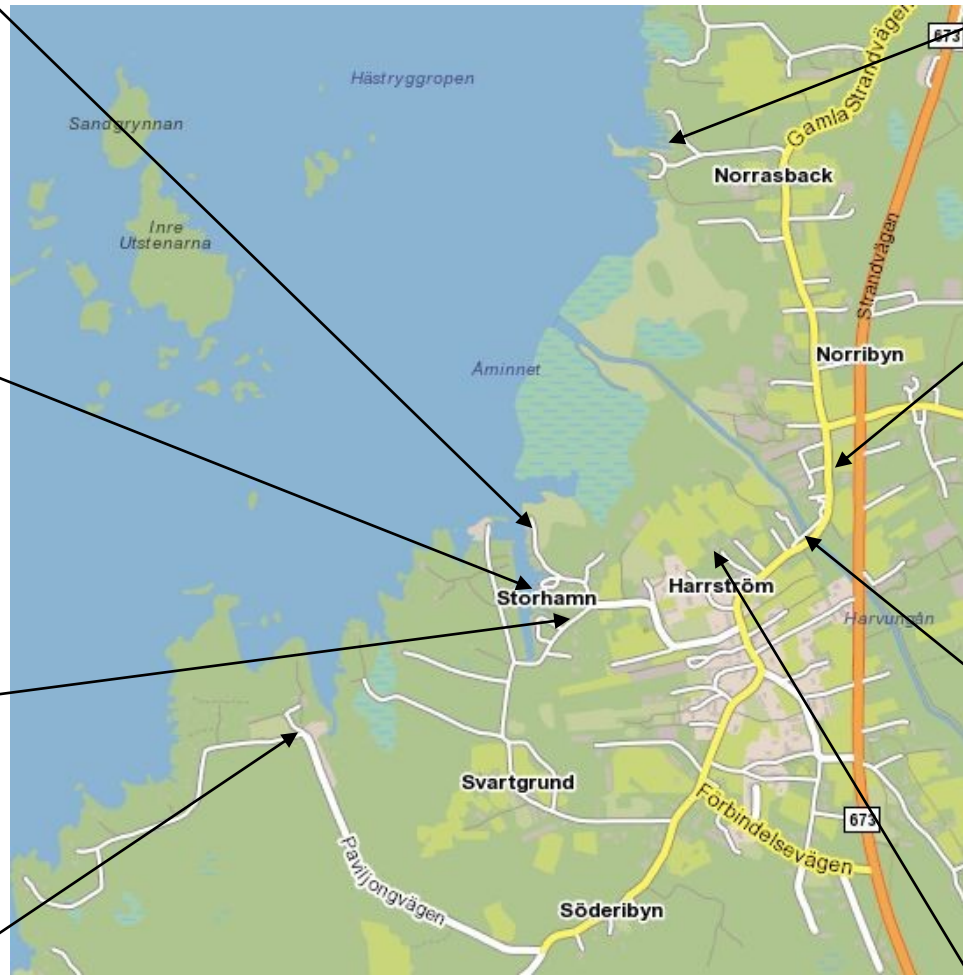 673
Gamla Strandvägen
Hästryggropen
Sandgrynnan
Norrasback
Inre
Utstenarna
Strandvägen
Norribyn
Åminnet
Harrström
Storhamn
Harvungån
Svartgrund
Förbindelsevägen
673
Paviljongvägen
Söderibyn